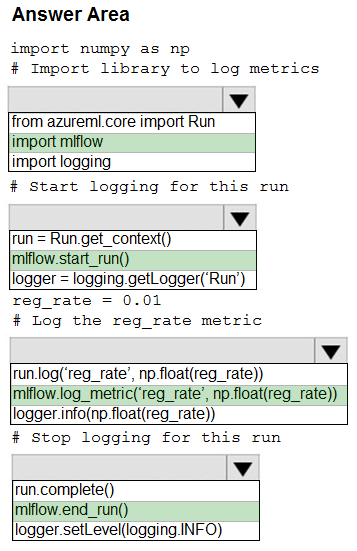 Answer Area
import numpy as np
# Import library to log metrics
from azureml.core import Run
import mlflow
import logging
# Start logging for this run
run = Run.get_context()
mlflow.start_run()
logger = logging.getLogger(‘Run’)
reg_rate = 0.01
# Log the reg_rate metric
run.log(‘reg_rate’, np.float(reg_rate))
mlflow.log_metric(‘reg_rate’, np.float(reg_rate))
logger.info(np.float(reg_rate))
# Stop logging for this run
run.complete()
mlflow.end_run()
logger.setLevel(logging.INFO)